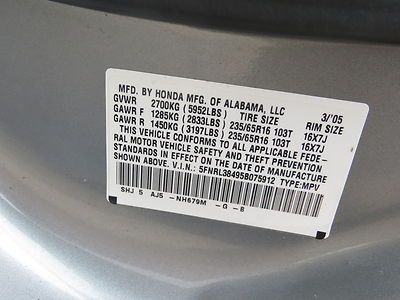 MFD. BY HONDA MFG. OF ALABAMA, LLC 3/'05
GVWR 2700KG (5952LBS) TIRE SIZE RIM SIZE
GAWR F 1285KG (2833LBS) 235/65R16 103T 16X7J
GAWR R 1450KG (3197LBS) 235/65R16 103T 16X7J
THIS VEHICLE CONFORMS TO ALL APPLICABLE FEDE-
RAL MOTOR VEHICLE SAFETY AND THEFT PREVENTION
STANDARDS IN EFFECT ON THE DATE OF MANUFACTURE
SHOWN ABOVE. V.I.N.: 5FNRL38495B075912 TYPE:MPV
SHJ 5 AJ5 -NH679M -G -B